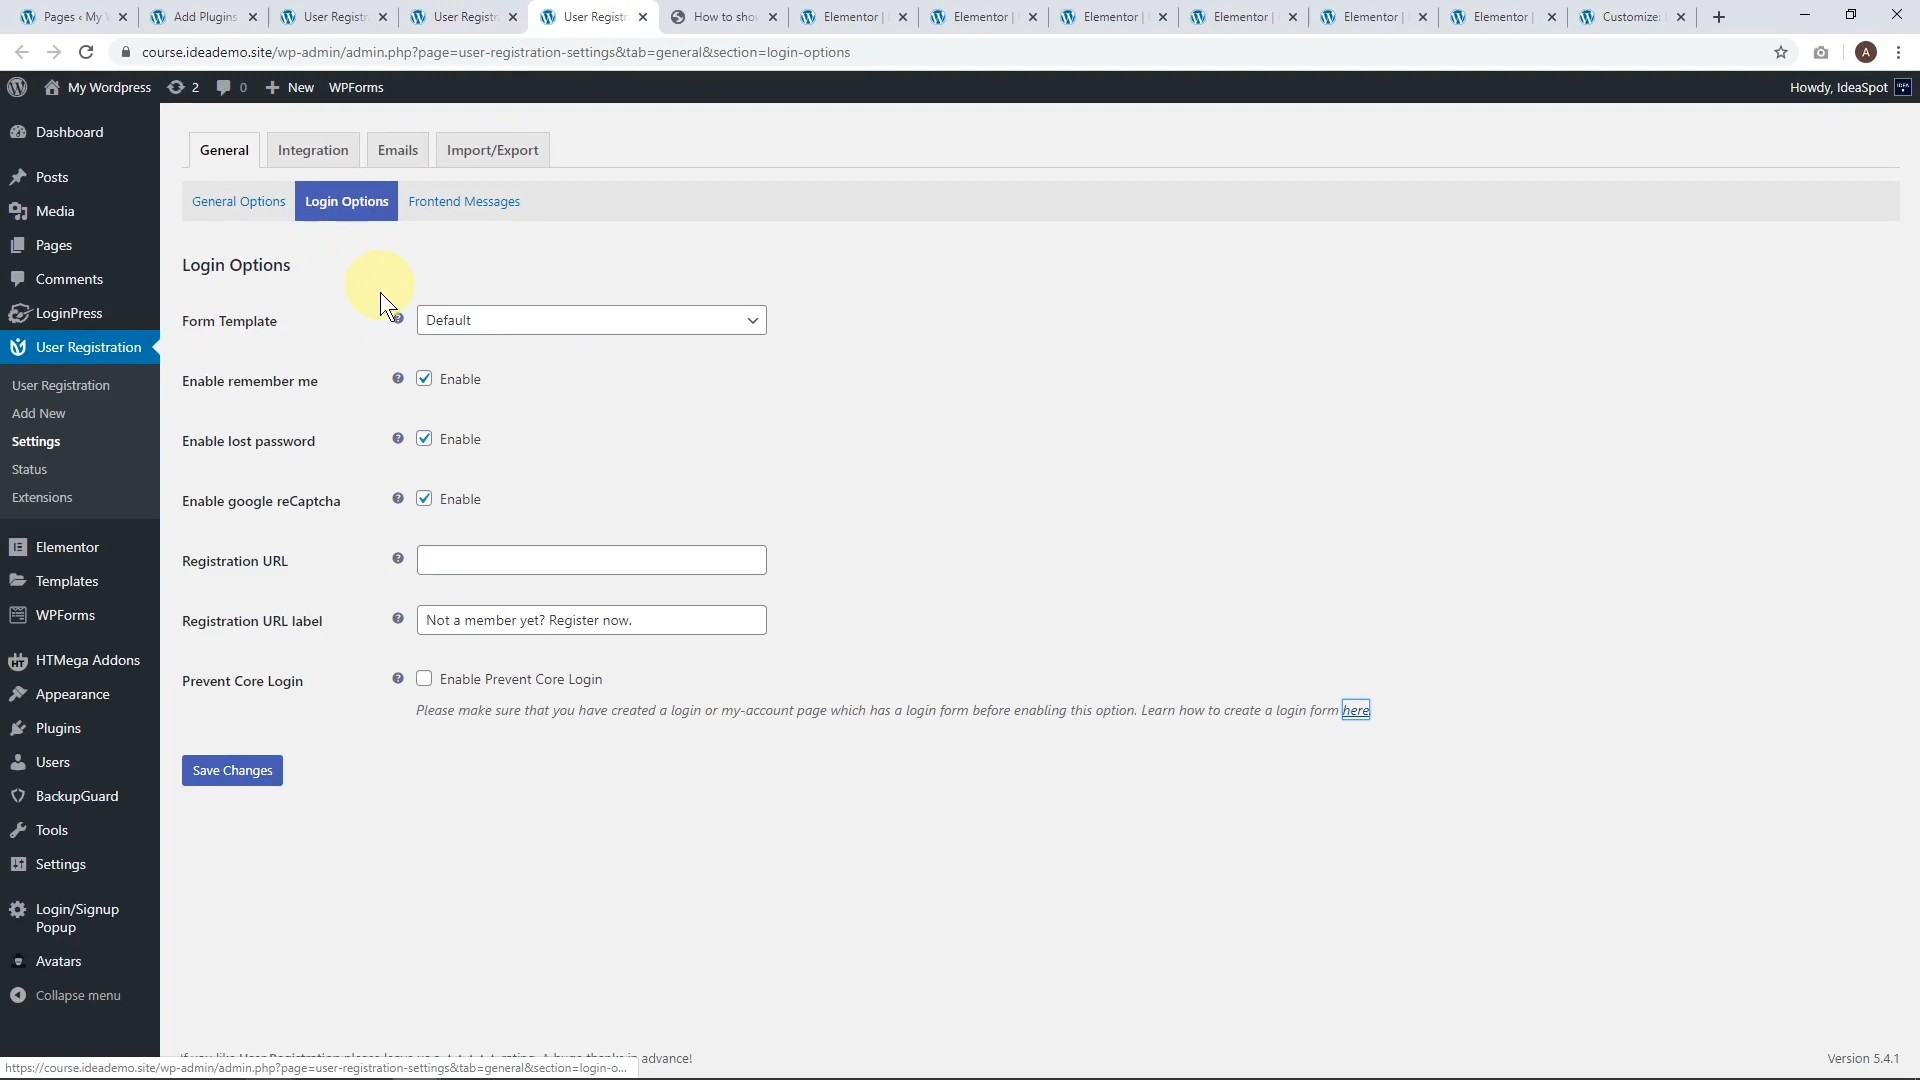 Pages ‹ My
Add Plugins
User Registr
User Registr
User Registr
How to sho
Elementor |
Elementor |
Elementor |
Elementor |
Elementor |
Elementor |
Customize:
course.ideademo.site/wp-admin/admin.php?page=user-registration-settings&tab=general&section=login-options
A
My Wordpress
2
0
New
WPForms
Howdy, IdeaSpot
Dashboard
Posts
Media
Pages
Comments
LoginPress
User Registration
User Registration
Add New
Settings
Status
Extensions
Elementor
Templates
WPForms
HTMega Addons
Appearance
Plugins
Users
BackupGuard
Tools
Settings
Login/Signup
Popup
Avatars
Collapse menu
General
Integration
Emails
Import/Export
General Options
Login Options
Frontend Messages
Login Options
Form Template
Default
Enable remember me
Enable
Enable lost password
Enable
Enable google reCaptcha
Enable
Registration URL
Registration URL label
Not a member yet? Register now.
Prevent Core Login
Enable Prevent Core Login
Please make sure that you have created a login or my-account page which has a login form before enabling this option. Learn how to create a login form here
Save Changes
advance!
Version 5.4.1
https://course.ideademo.site/wp-admin/admin.php?page=user-registration-settings&tab=general&section=login-o...